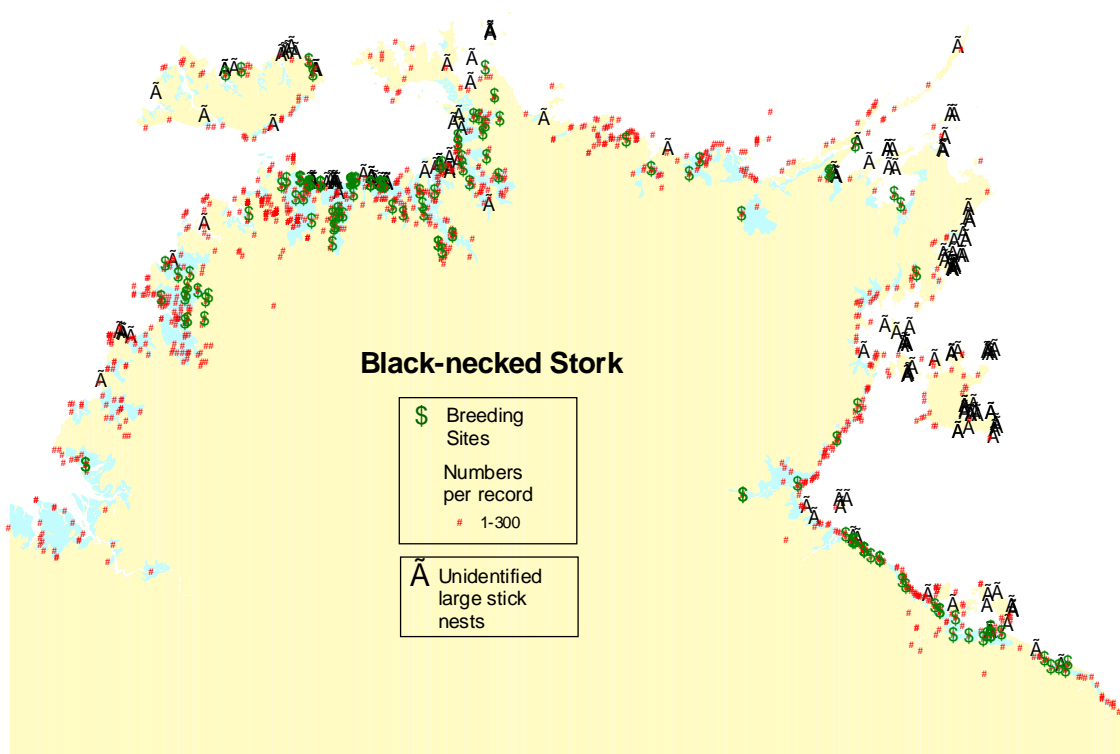 Black-necked Stork
$ Breeding
Sites
Numbers
per record
# 1-300
Ã Unidentified
large stick
nests